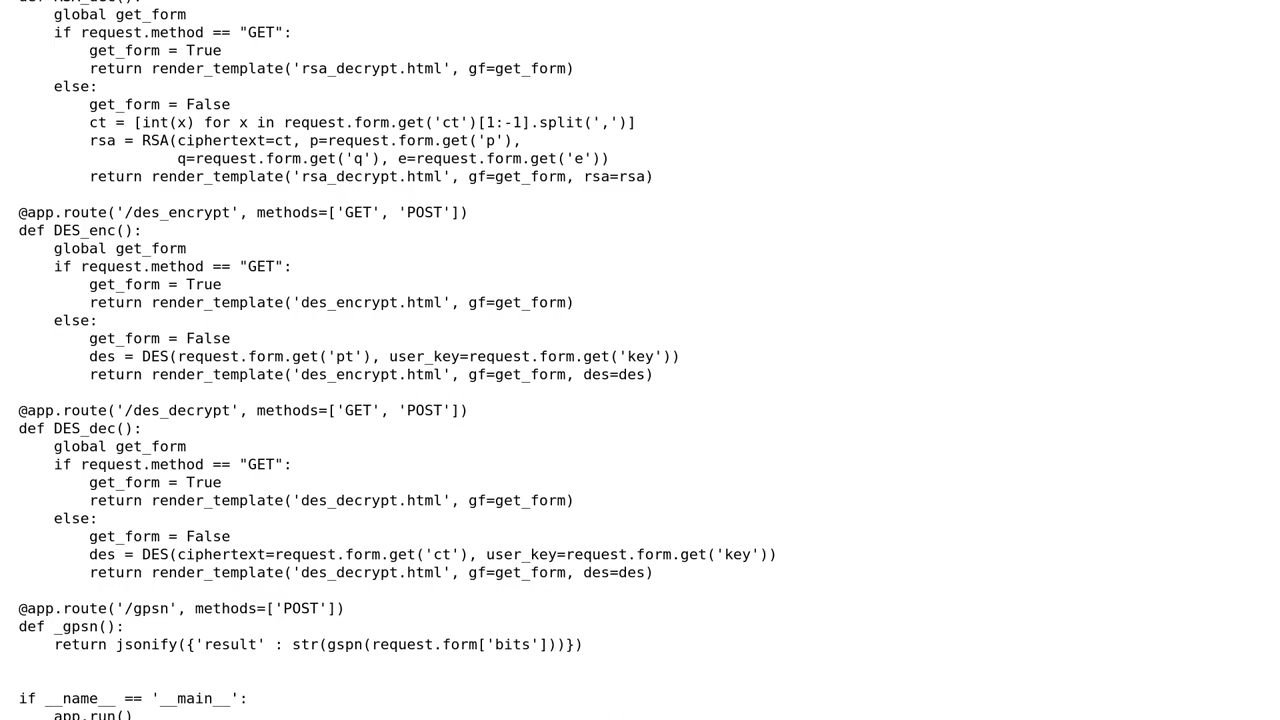 global get_form
    if request.method == "GET":
        get_form = True
        return render_template('rsa_decrypt.html', gf=get_form)
    else:
        get_form = False
        ct = [int(x) for x in request.form.get('ct')[1:-1].split(',')]
        rsa = RSA(ciphertext=ct, p=request.form.get('p'),
                  q=request.form.get('q'), e=request.form.get('e'))
        return render_template('rsa_decrypt.html', gf=get_form, rsa=rsa)

@app.route('/des_encrypt', methods=['GET', 'POST'])
def DES_enc():
    global get_form
    if request.method == "GET":
        get_form = True
        return render_template('des_encrypt.html', gf=get_form)
    else:
        get_form = False
        des = DES(request.form.get('pt'), user_key=request.form.get('key'))
        return render_template('des_encrypt.html', gf=get_form, des=des)

@app.route('/des_decrypt', methods=['GET', 'POST'])
def DES_dec():
    global get_form
    if request.method == "GET":
        get_form = True
        return render_template('des_decrypt.html', gf=get_form)
    else:
        get_form = False
        des = DES(ciphertext=request.form.get('ct'), user_key=request.form.get('key'))
        return render_template('des_decrypt.html', gf=get_form, des=des)

@app.route('/gpsn', methods=['POST'])
def _gpsn():
    return jsonify({'result' : str(gspn(request.form['bits']))})


if __name__ == '__main__':
    app.run()